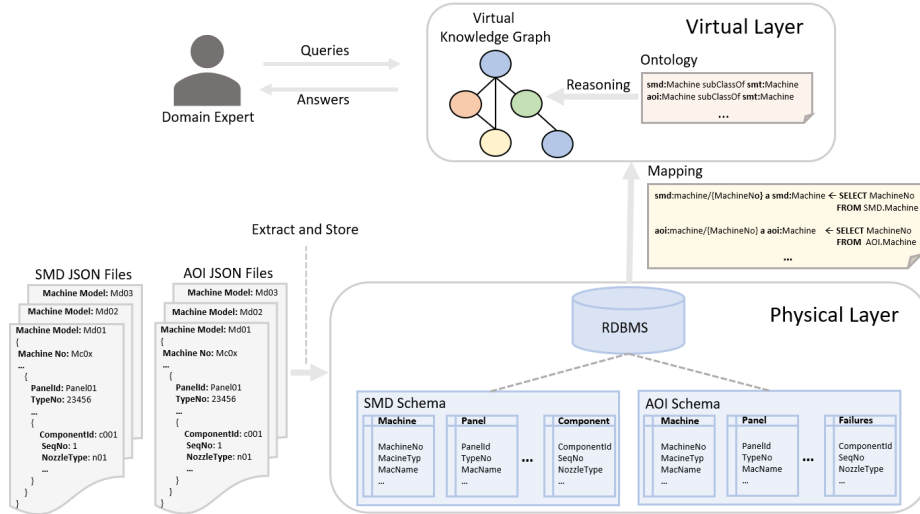 Virtual
Knowledge Graph
Virtual Layer
Queries
Answers
Domain Expert
Reasoning
Ontology
smd:Machine subClassOf smt:Machine
aoi:Machine subClassOf smt:Machine
...
Mapping
smd:machine/{MachineNo} a smd:Machine ← SELECT MachineNo
FROM SMD.Machine
aoi:machine/{MachineNo} a aoi:Machine ← SELECT MachineNo
FROM AOI.Machine
...
Extract and Store
SMD JSON Files
Machine Model: Md03
Machine Model: Md02
Machine Model: Md01
{
Machine No: Mc0x
...
{
PanelId: Panel01
TypeNo: 23456
...
{
ComponentId: c001
SeqNo: 1
NozzleType: n01
...
}
}
}
AOI JSON Files
Machine Model: Md03
Machine Model: Md02
Machine Model: Md01
{
Machine No: Mc0x
...
{
PanelId: Panel01
TypeNo: 23456
...
{
ComponentId: c001
SeqNo: 1
NozzleType: n01
...
}
}
}
Physical Layer
RDBMS
SMD Schema
Machine
MachineNo
MacineTyp
MacName
...
Panel
PanelId
TypeNo
MacName
...
...
Component
ComponentId
SeqNo
NozzleType
...
AOI Schema
Machine
MachineNo
MacineTyp
MacName
...
Panel
PanelId
TypeNo
MacName
...
...
Failures
ComponentId
SeqNo
NozzleType
...